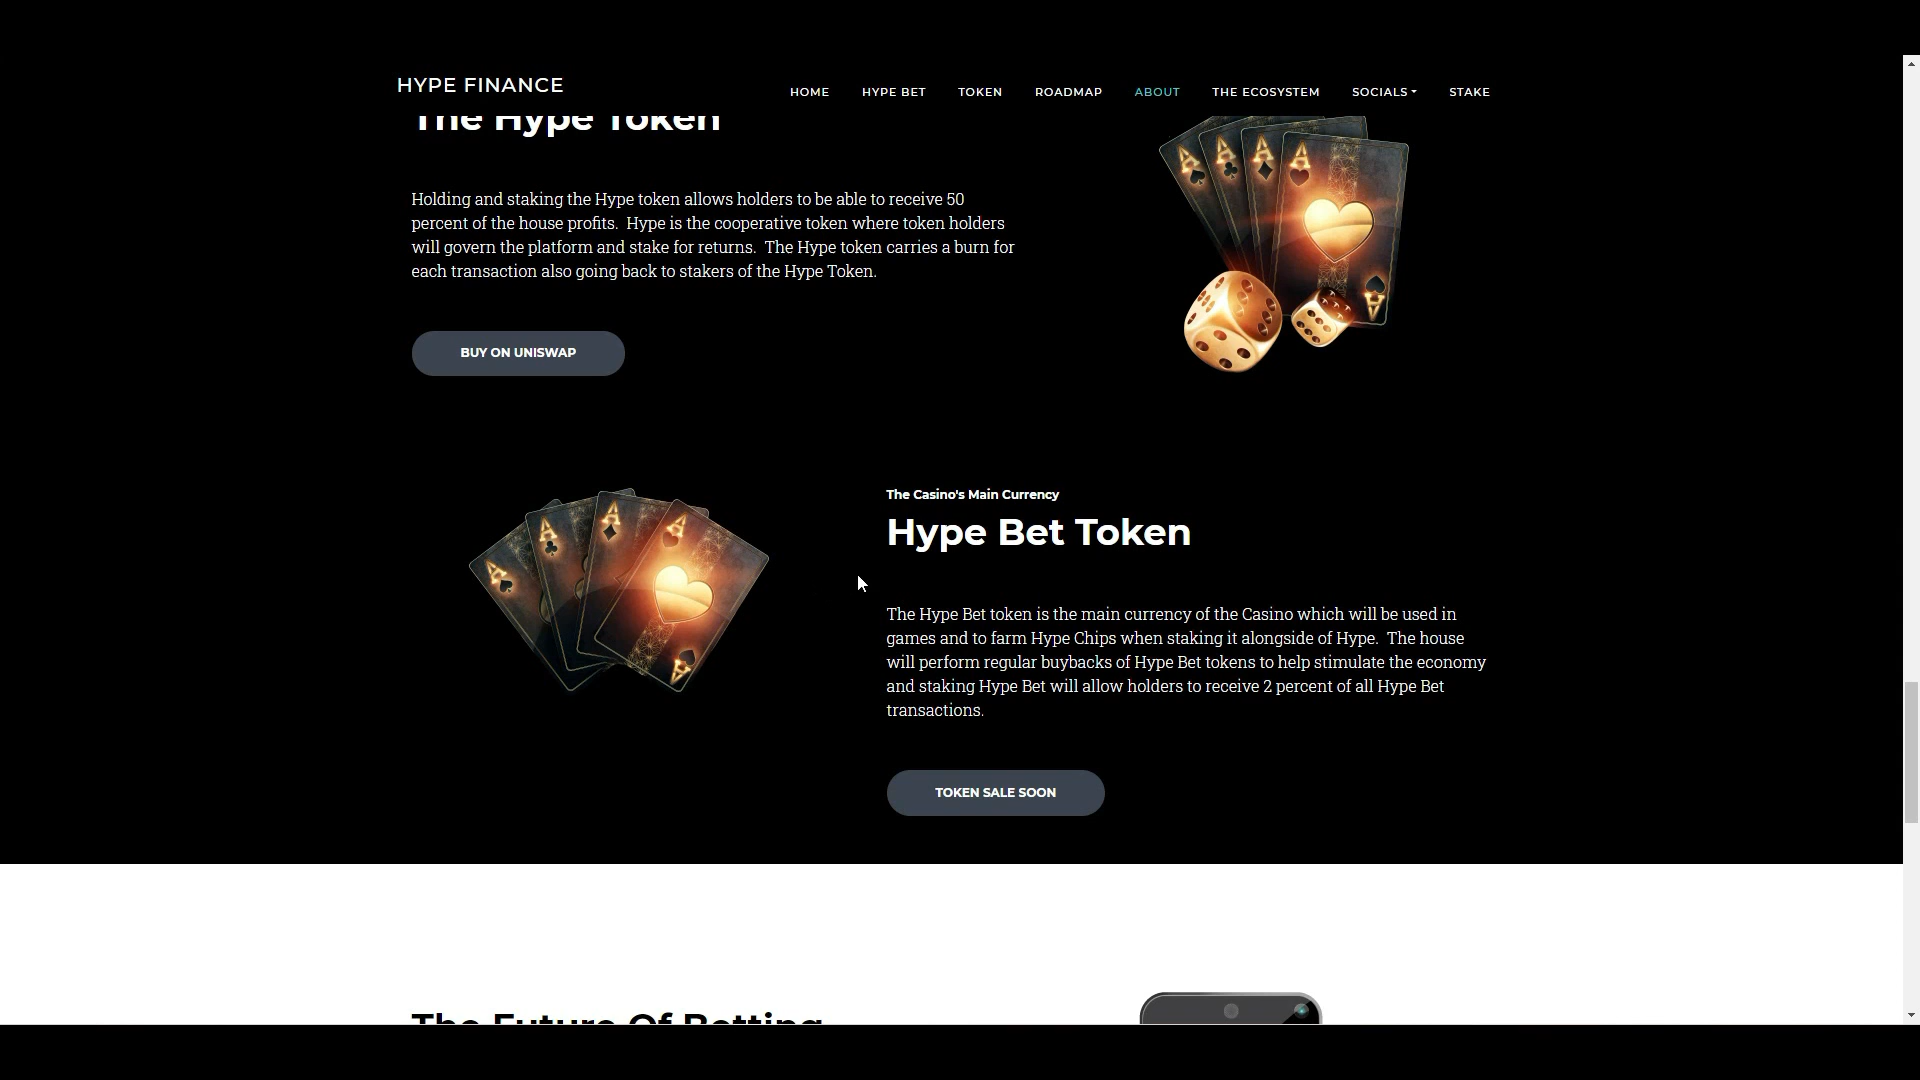 HYPE FINANCE
HOME HYPE BET TOKEN ROADMAP ABOUT THE ECOSYSTEM SOCIALS STAKE
The Hype Token
Holding and staking the Hype token allows holders to be able to receive 50
percent of the house profits. Hype is the cooperative token where token holders
will govern the platform and stake for returns. The Hype token carries a burn for
each transaction also going back to stakers of the Hype Token.
BUY ON UNISWAP
A A A A
A
The Casino's Main Currency
Hype Bet Token
A A A A
A
The Hype Bet token is the main currency of the Casino which will be used in
games and to farm Hype Chips when staking it alongside of Hype. The house
will perform regular buybacks of Hype Bet tokens to help stimulate the economy
and staking Hype Bet will allow holders to receive 2 percent of all Hype Bet
transactions.
TOKEN SALE SOON
The Future Of Betting